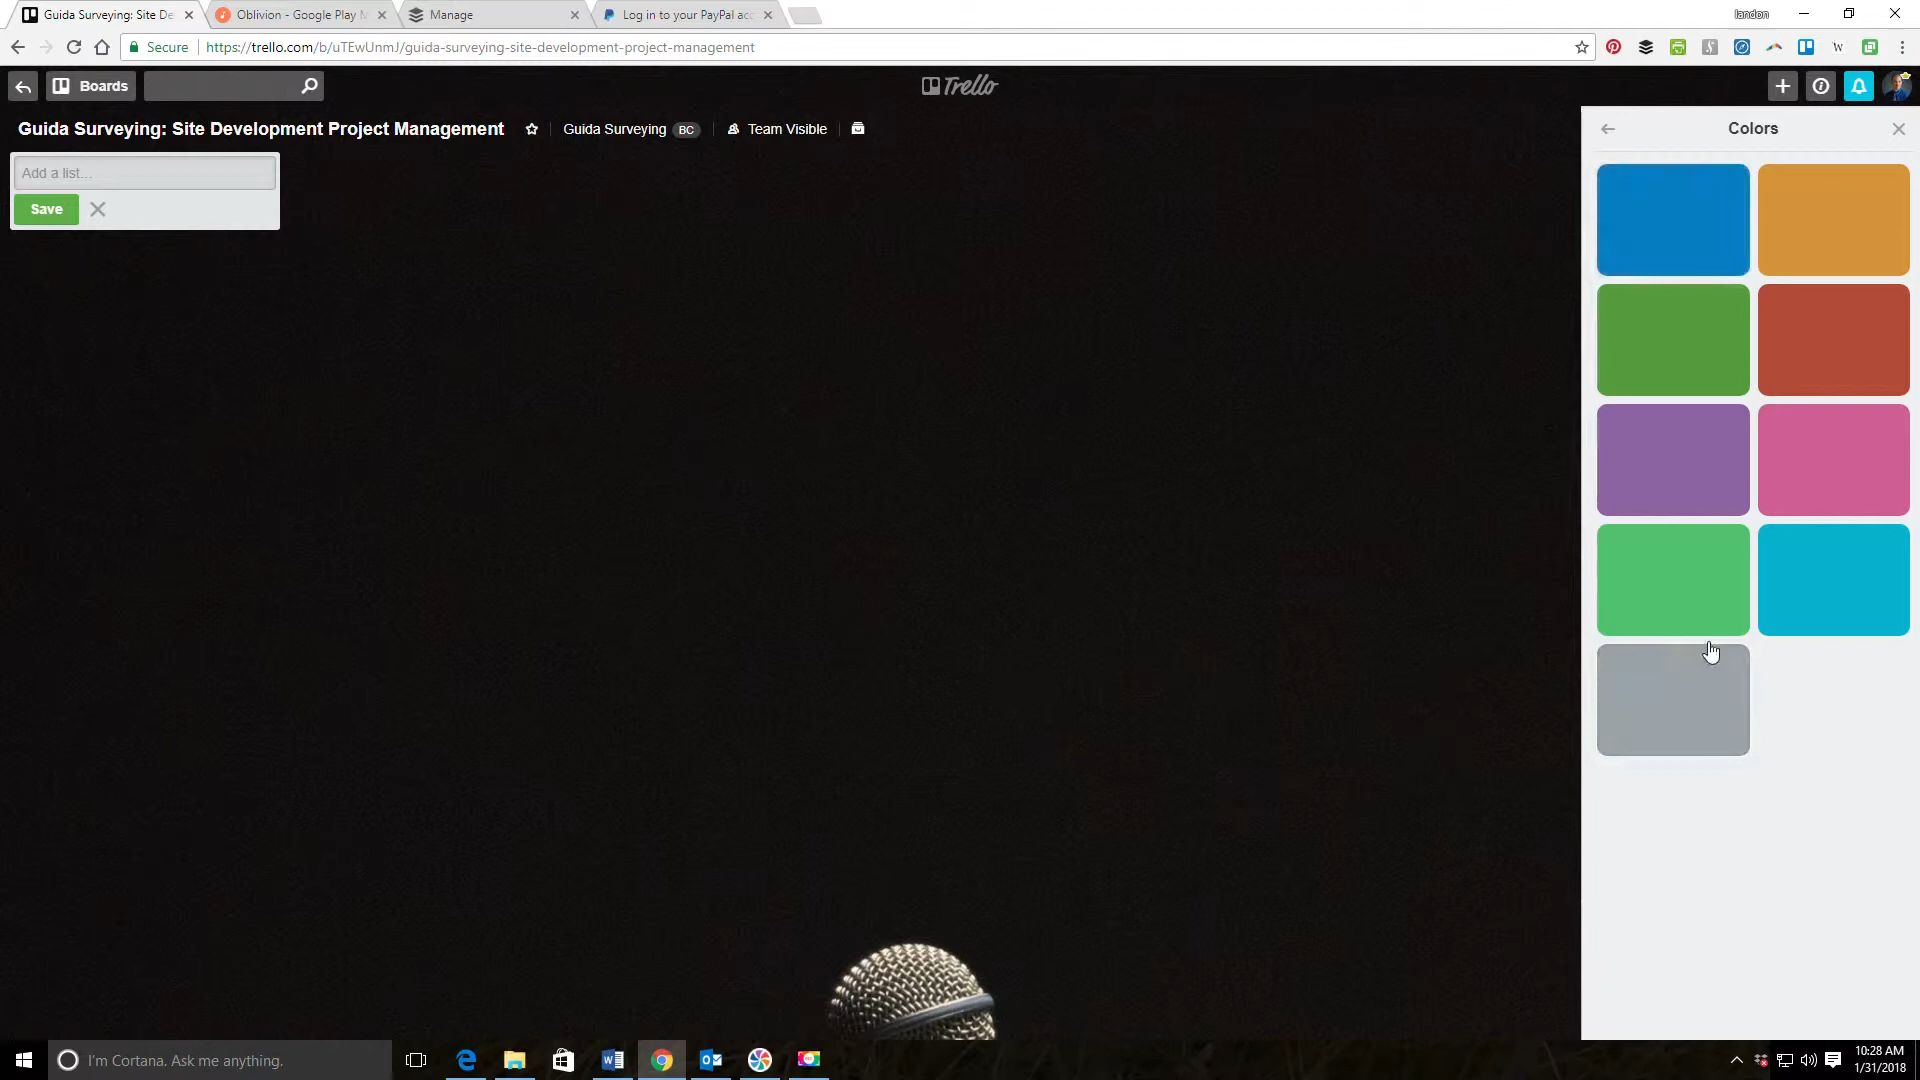 Guida Surveying: Site De
Oblivion - Google Play M
Manage
Log in to your PayPal acc
landon
Secure
https://trello.com/b/uTEwUnmJ/guida-surveying-site-development-project-management
Boards
Trello
Guida Surveying: Site Development Project Management
Guida Surveying BC
Team Visible
Colors
Add a list...
Save
I'm Cortana. Ask me anything.
10:28 AM
1/31/2018